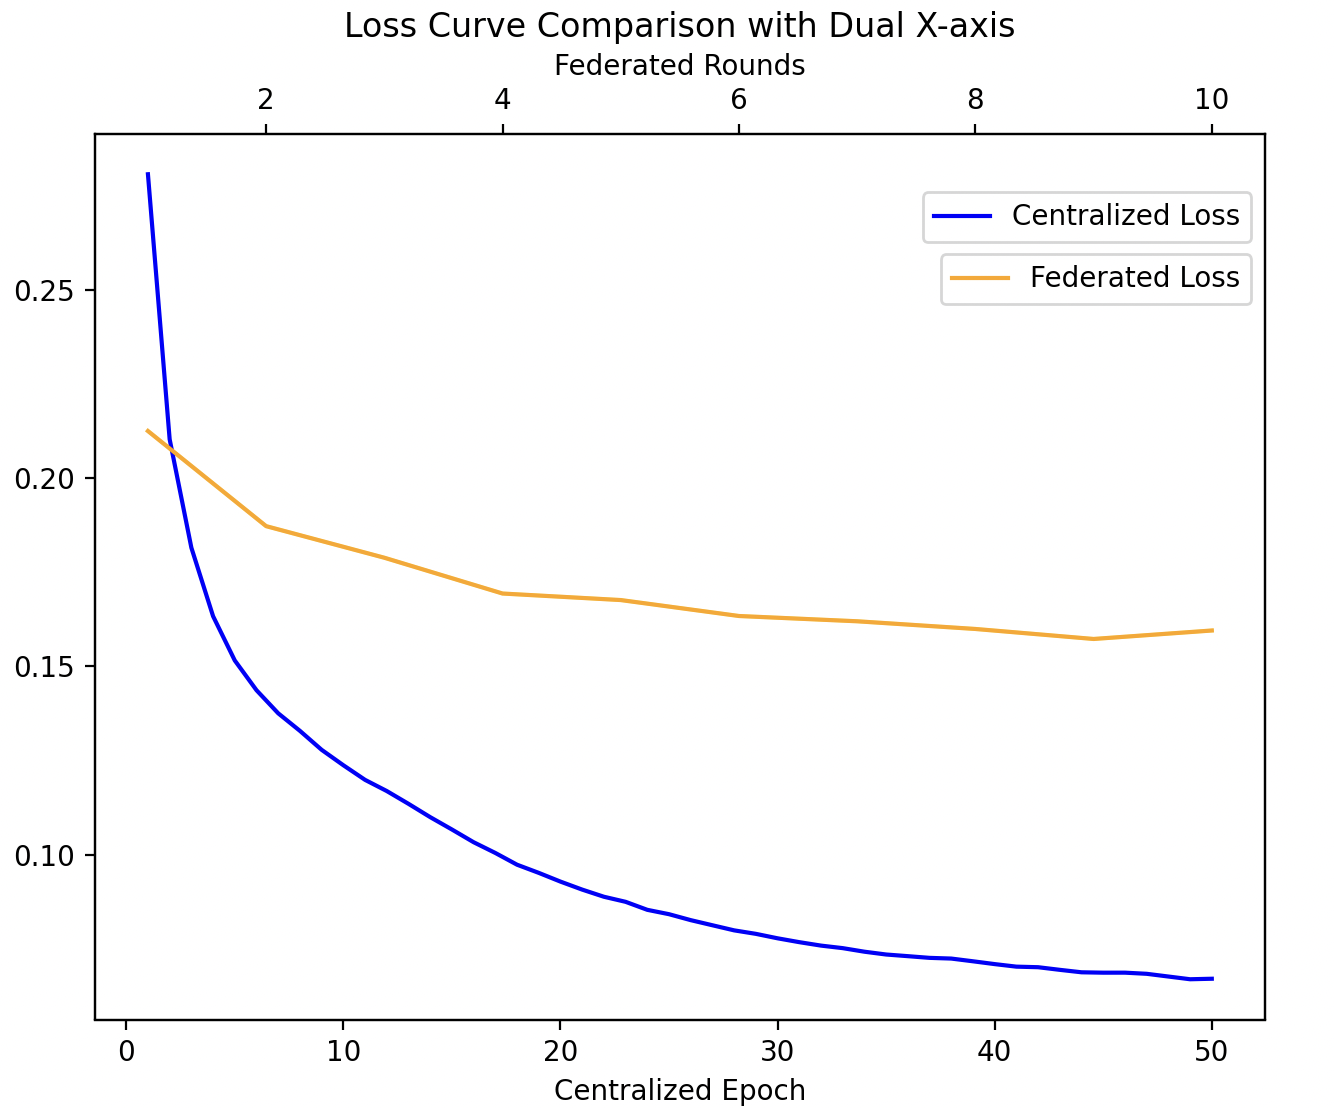 Loss Curve Comparison with Dual X-axis
Federated Rounds
2 4 6 8 10
Centralized Loss
Federated Loss
0.25
0.20
0.15
0.10
0 10 20 30 40 50
Centralized Epoch